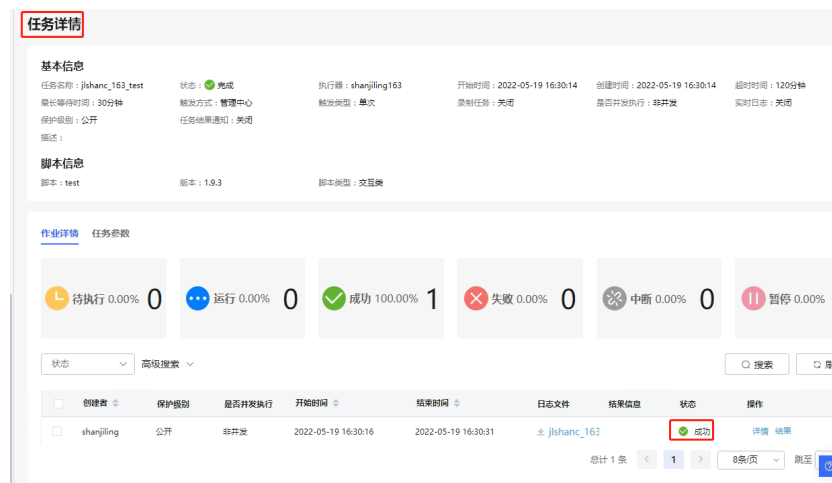 任务详情
基本信息
任务名称：jlshanc_163_test 状态： 完成 执行器：shanjiling163 开始时间：2022-05-19 16:30:14 创建时间：2022-05-19 16:30:14 超时时间：120分钟
最长等待时间：30分钟 触发方式：管理中心 触发类型：单次 录制任务：关闭 是否并发执行：非并发 实时日志：关闭
保护级别：公开 任务结果通知：关闭
描述：
脚本信息
脚本：test 版本：1.9.3 脚本类型：交互类
作业详情 任务参数
待执行 0.00% 0 运行 0.00% 0 成功 100.00% 1 失败 0.00% 0 中断 0.00% 0 暂停 0.00%
状态 高级搜索 搜索
创建者 保护级别 是否并发执行 开始时间 结束时间 日志文件 结果信息 状态 操作
shanjiling 公开 非并发 2022-05-19 16:30:16 2022-05-19 16:30:31 jlshanc_163 成功 详情 结果
总计 1 条 < 1 > 8条/页 跳至